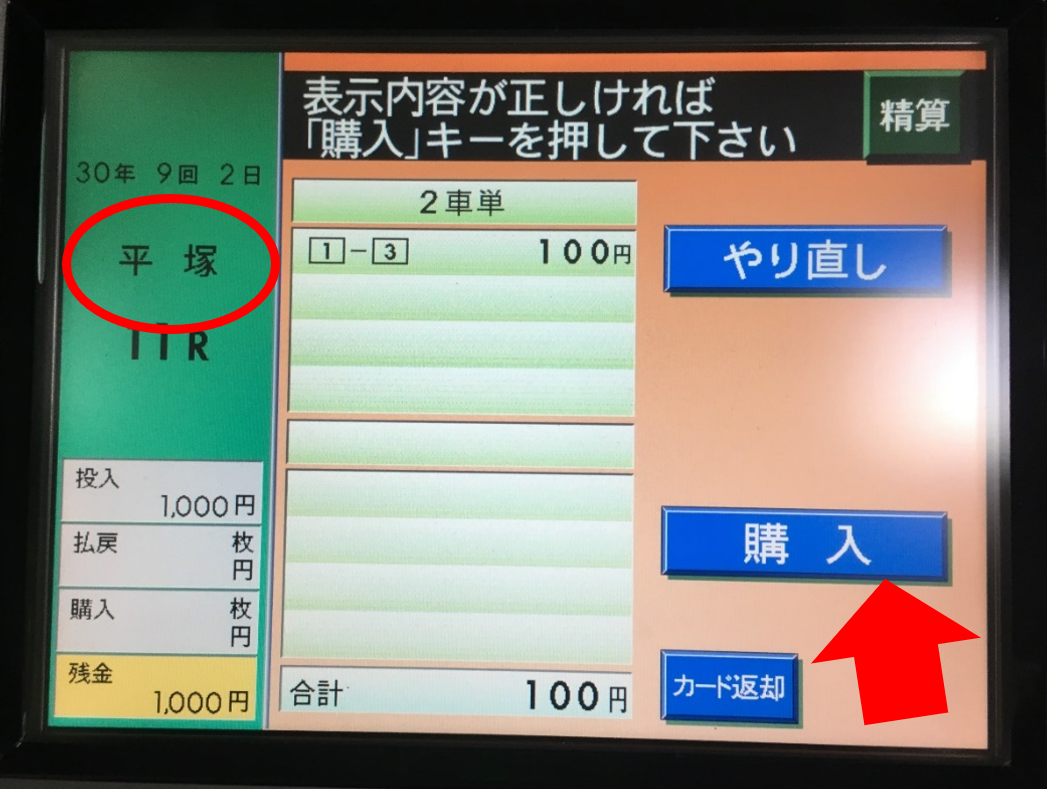 表示内容が正しければ
「購入」キーを押して下さい
精算
30年 9回 2日
平 塚
11R
投入
1,000円
払戻 枚
円
購入 枚
円
残金
1,000円
2車単
1-3 100円
合計 100円
やり直し
購 入
カード返却